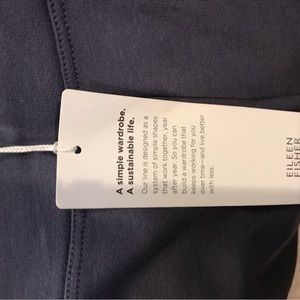 A simple wardrobe.
A sustainable life.
Our line is designed as a
system of simple shapes
that work together, year
after year. So you can
build a wardrobe that
keeps working for you
over time—and live better
with less.
EILEEN
FISHER